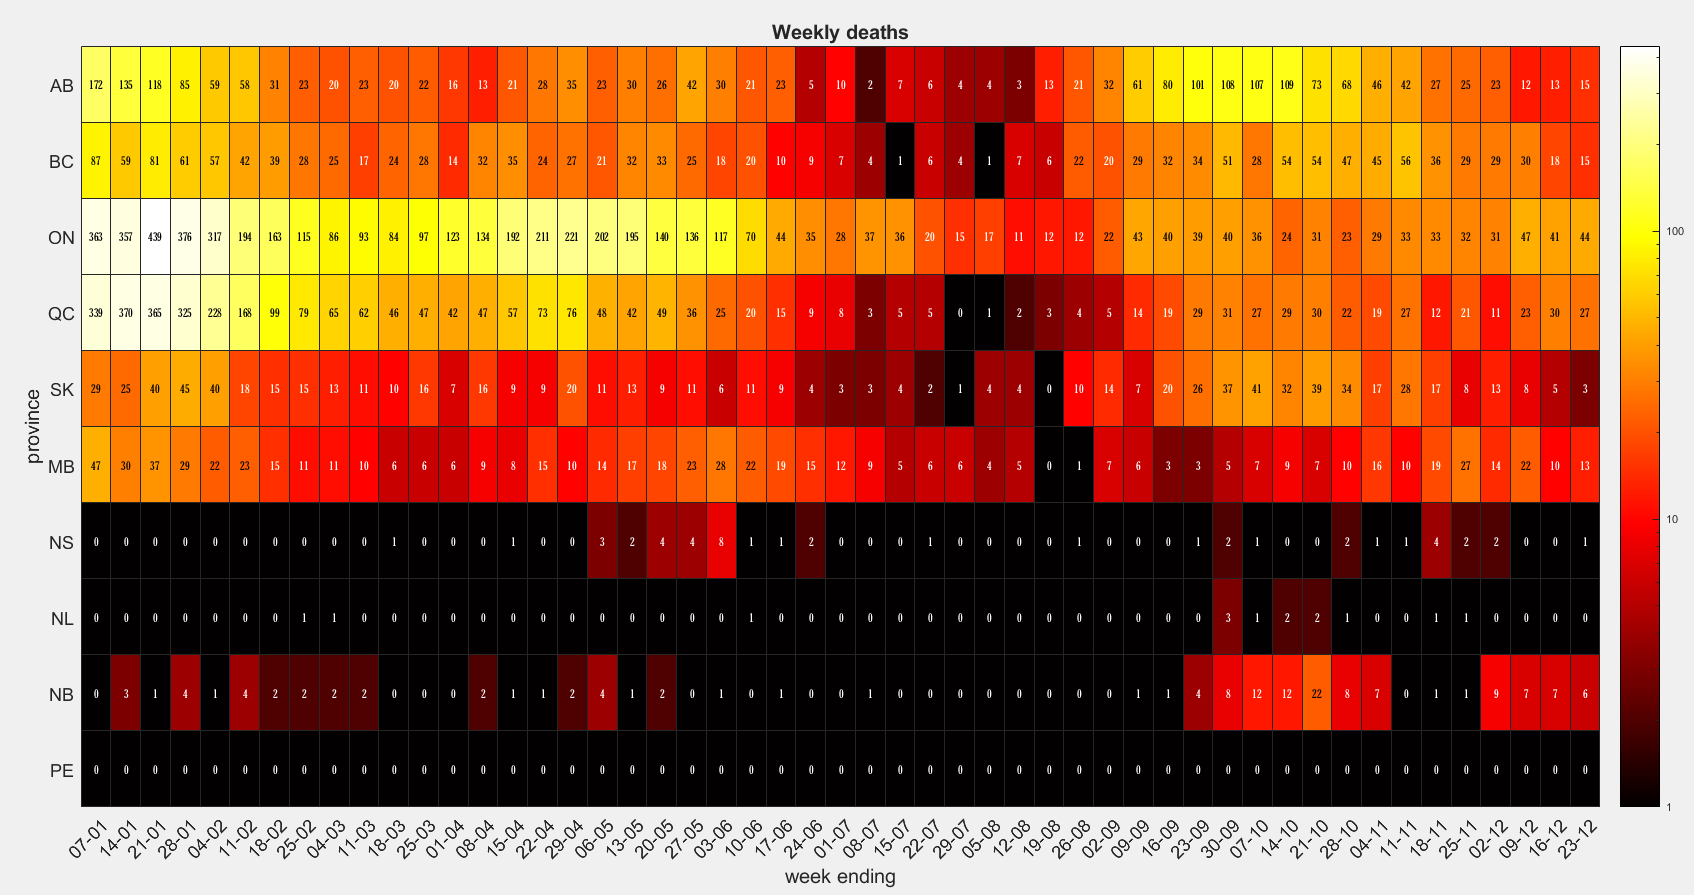 Weekly deaths
AB 172 135 118 85 59 58 31 23 20 23 20 22 16 13 21 28 35 23 30 26 42 30 21 23 5 10 2 7 6 4 4 3 13 21 32 61 80 101 108 107 109 73 68 46 42 27 25 23 12 13 15
BC 87 59 81 61 57 42 39 28 25 17 24 28 14 32 35 24 27 21 32 33 25 18 20 10 9 7 4 1 6 4 1 7 6 22 20 29 32 34 51 28 54 54 47 45 56 36 29 29 30 18 15
ON 363 357 439 376 317 194 163 115 86 93 84 97 123 134 192 211 221 202 195 140 136 117 70 44 35 28 37 36 20 15 17 11 12 12 22 43 40 39 40 36 24 31 23 29 33 33 32 31 47 41 44
QC 339 370 365 325 228 168 99 79 65 62 46 47 42 47 57 73 76 48 42 49 36 25 20 15 9 8 3 5 5 0 1 2 3 4 5 14 19 29 31 27 29 30 22 19 27 12 21 11 23 30 27
SK 29 25 40 45 40 18 15 15 13 11 10 16 7 16 9 9 20 11 13 9 11 6 11 9 4 3 3 4 2 1 4 4 0 10 14 7 20 26 37 41 32 39 34 17 28 17 8 13 8 5 3
MB 47 30 37 29 22 23 15 11 11 10 6 6 6 9 8 15 10 14 17 18 23 28 22 19 15 12 9 5 6 6 4 5 0 1 7 6 3 3 5 7 9 7 10 16 10 19 27 14 22 10 13
NS 0 0 0 0 0 0 0 0 0 0 1 0 0 0 1 0 0 3 2 4 4 8 1 1 2 0 0 0 1 0 0 0 0 1 0 0 0 1 2 1 0 0 2 1 1 4 2 2 0 0 1
NL 0 0 0 0 0 0 0 1 1 0 0 0 0 0 0 0 0 0 0 0 0 0 1 0 0 0 0 0 0 0 0 0 0 0 0 0 0 0 3 1 2 2 1 0 0 1 1 0 0 0 0
NB 0 3 1 4 1 4 2 2 2 2 0 0 0 2 1 1 2 4 1 2 0 1 0 1 0 0 1 0 0 0 0 0 0 0 0 1 1 4 8 12 12 22 8 7 0 1 1 9 7 7 6
PE 0 0 0 0 0 0 0 0 0 0 0 0 0 0 0 0 0 0 0 0 0 0 0 0 0 0 0 0 0 0 0 0 0 0 0 0 0 0 0 0 0 0 0 0 0 0 0 0 0 0 0
07-01 14-01 21-01 28-01 04-02 11-02 18-02 25-02 04-03 11-03 18-03 25-03 01-04 08-04 15-04 22-04 29-04 06-05 13-05 20-05 27-05 03-06 10-06 17-06 24-06 01-07 08-07 15-07 22-07 29-07 05-08 12-08 19-08 26-08 02-09 09-09 16-09 23-09 30-09 07-10 14-10 21-10 28-10 04-11 11-11 18-11 25-11 02-12 09-12 16-12 23-12
week ending
province
100
10
1